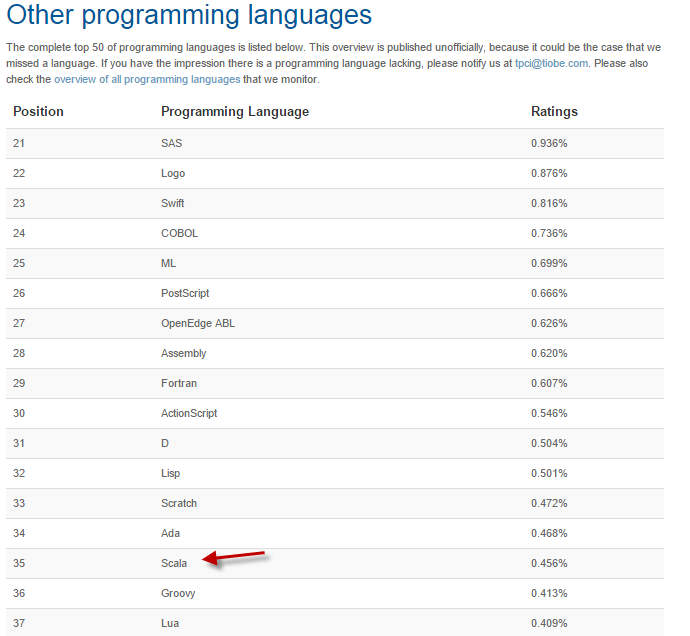 Other programming languages
The complete top 50 of programming languages is listed below. This overview is published unofficially, because it could be the case that we
missed a language. If you have the impression there is a programming language lacking, please notify us at tpci@tiobe.com. Please also
check the overview of all programming languages that we monitor.
Position Programming Language Ratings
21 SAS 0.936%
22 Logo 0.876%
23 Swift 0.816%
24 COBOL 0.736%
25 ML 0.699%
26 PostScript 0.666%
27 OpenEdge ABL 0.626%
28 Assembly 0.620%
29 Fortran 0.607%
30 ActionScript 0.546%
31 D 0.504%
32 Lisp 0.501%
33 Scratch 0.472%
34 Ada 0.468%
35 Scala 0.456%
36 Groovy 0.413%
37 Lua 0.409%